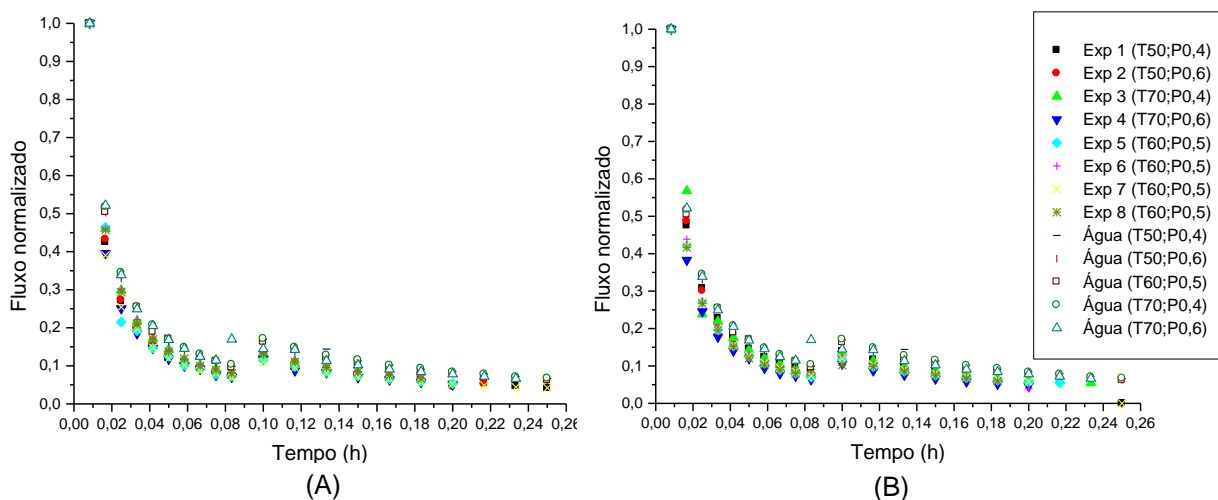 1,0
0,9
0,8
0,7
0,6
0,5
0,4
0,3
0,2
0,1
0,0
Fluxo normalizado
0,00 0,02 0,04 0,06 0,08 0,10 0,12 0,14 0,16 0,18 0,20 0,22 0,24 0,26
Tempo (h)
(A)
1,0
0,9
0,8
0,7
0,6
0,5
0,4
0,3
0,2
0,1
0,0
Fluxo normalizado
0,00 0,02 0,04 0,06 0,08 0,10 0,12 0,14 0,16 0,18 0,20 0,22 0,24 0,26
Tempo (h)
(B)
Exp 1 (T50;P0,4)
Exp 2 (T50;P0,6)
Exp 3 (T70;P0,4)
Exp 4 (T70;P0,6)
Exp 5 (T60;P0,5)
Exp 6 (T60;P0,5)
Exp 7 (T60;P0,5)
Exp 8 (T60;P0,5)
Água (T50;P0,4)
Água (T50;P0,6)
Água (T60;P0,5)
Água (T70;P0,4)
Água (T70;P0,6)